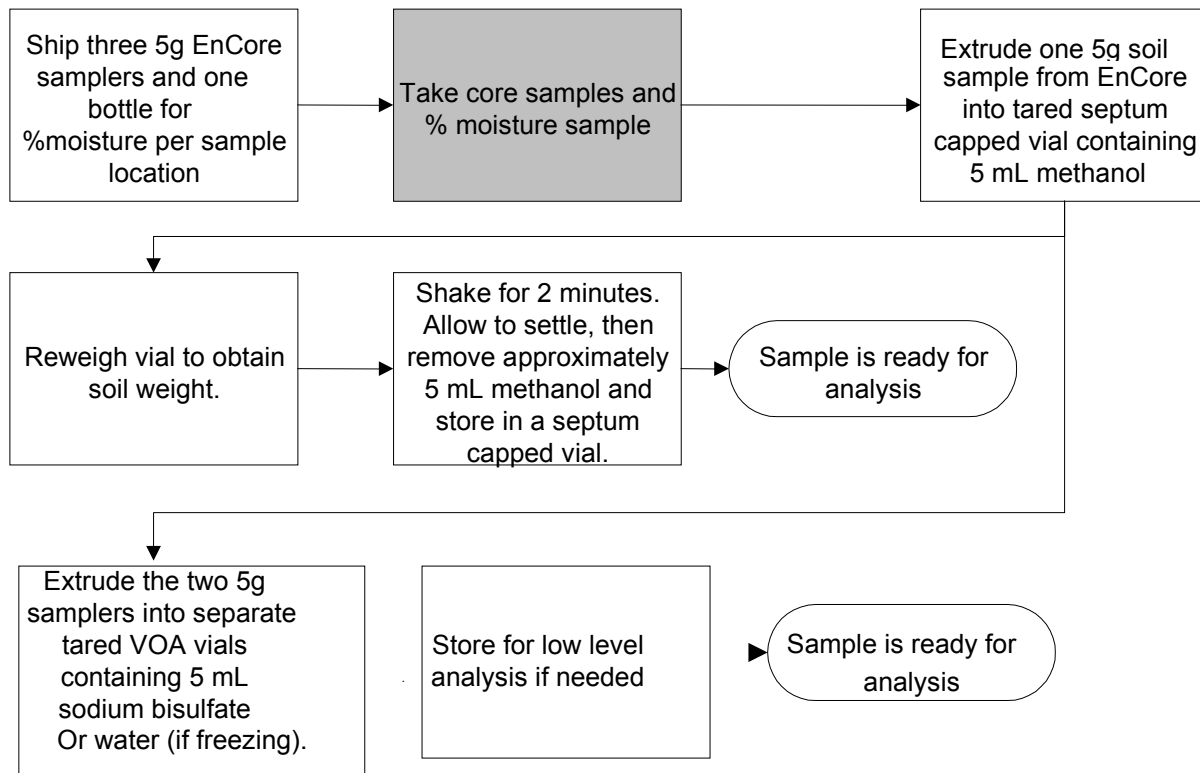 Ship three 5g EnCore
samplers and one
bottle for
%moisture per sample
location
Take core samples and
% moisture sample
Extrude one 5g soil
sample from EnCore
into tared septum
capped vial containing
5 mL methanol
Reweigh vial to obtain
soil weight.
Shake for 2 minutes.
Allow to settle, then
remove approximately
5 mL methanol and
store in a septum
capped vial.
Sample is ready for
analysis
Extrude the two 5g
samplers into separate
tared VOA vials
containing 5 mL
sodium bisulfate
Or water (if freezing).
Store for low level
analysis if needed
Sample is ready for
analysis